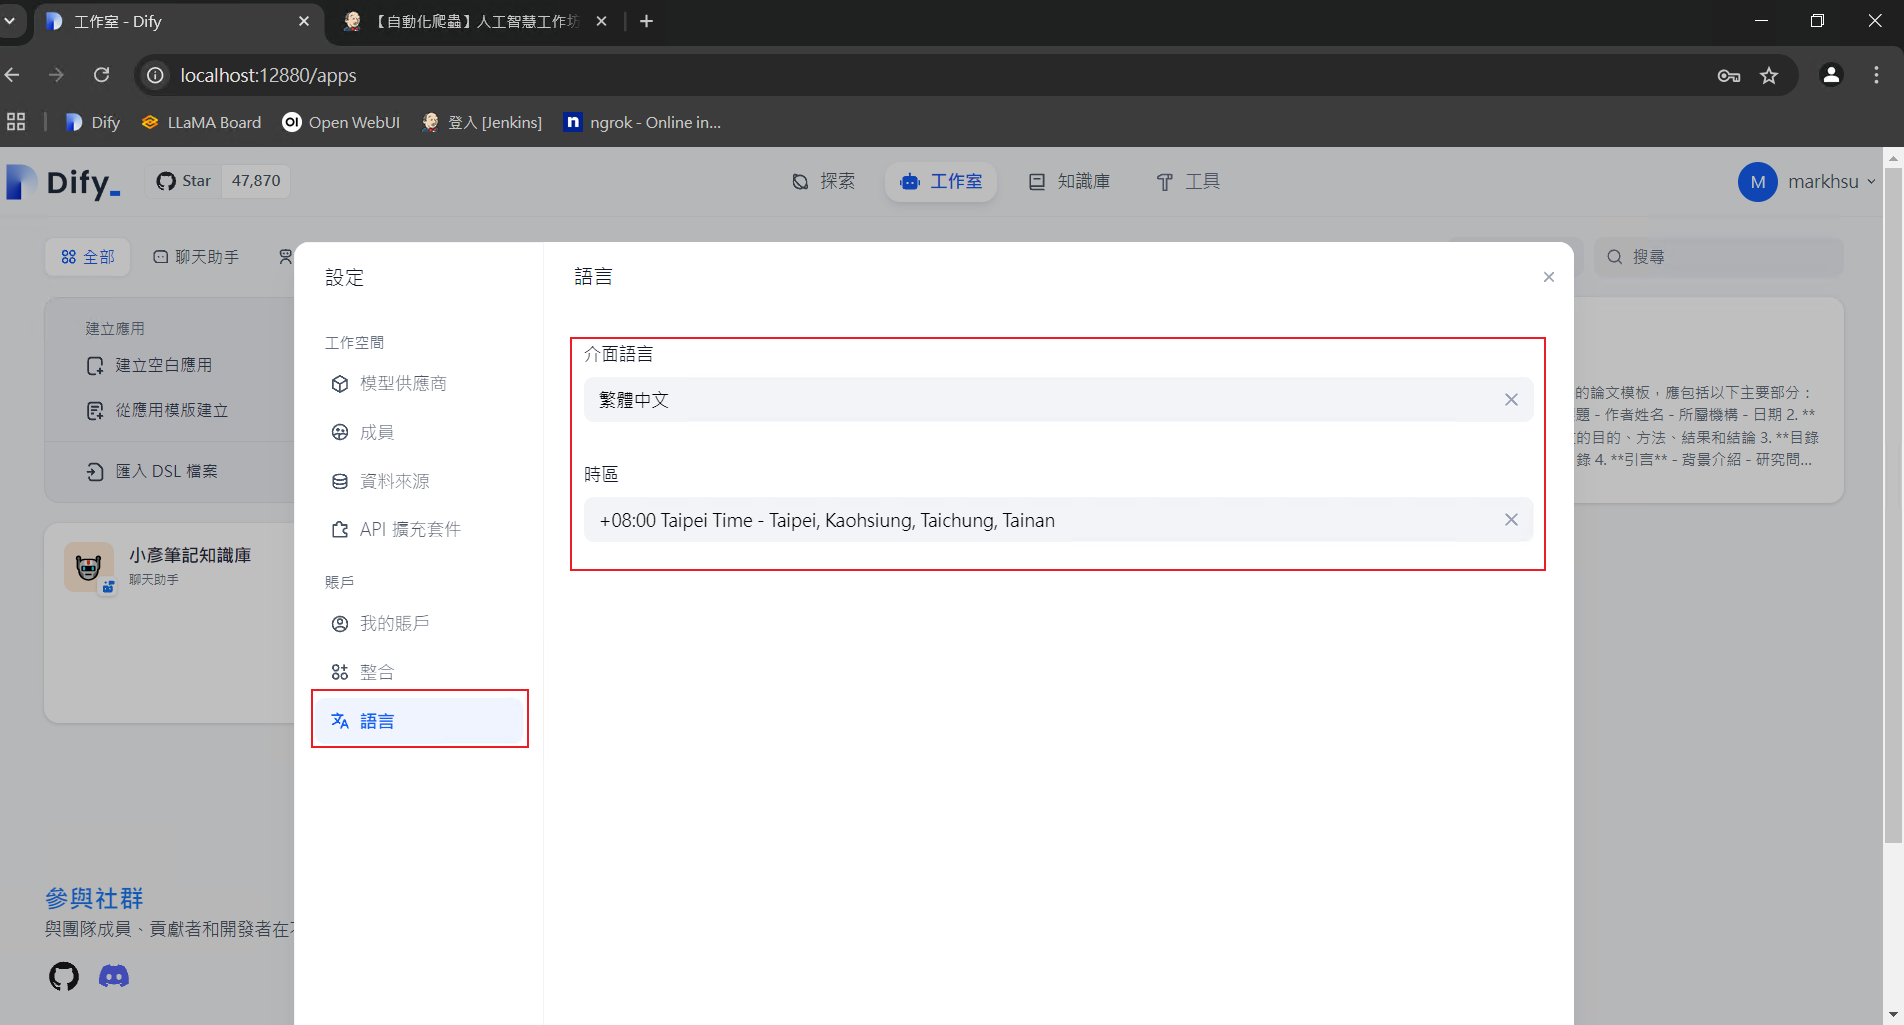 工作室 - Dify
【自動化爬蟲】人工智慧工作坊
localhost:12880/apps
Dify
LLaMA Board
OI
Open WebUI
登入 [Jenkins]
n
ngrok - Online in...
Dify_
Star
47,870
探索
工作室
知識庫
工具
M
markhsu
全部
聊天助手
搜尋
建立應用
建立空白應用
從應用模版建立
匯入 DSL 檔案
小彥筆記知識庫
聊天助手
的論文模板，應包括以下主要部分：
題 - 作者姓名 - 所屬機構 - 日期 2. **
的目的、方法、結果和結論 3. **目錄
錄 4. **引言** - 背景介紹 - 研究問...
設定
工作空間
模型供應商
成員
資料來源
API 擴充套件
賬戶
我的賬戶
整合
語言
語言
介面語言
繁體中文
時區
+08:00 Taipei Time - Taipei, Kaohsiung, Taichung, Tainan
參與社群
與團隊成員、貢獻者和開發者在